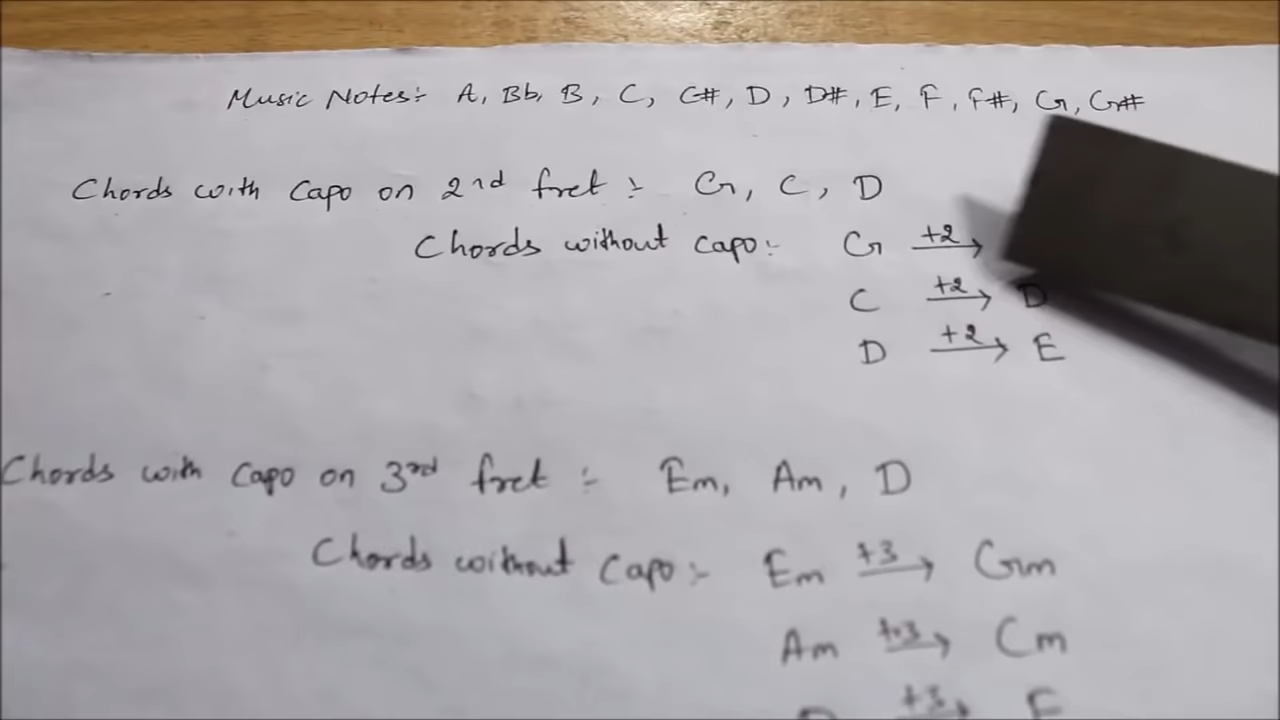 Music Notes:- A, Bb, B, C, C#, D, D#, E, F, F#, G, G#
Chords with Capo on 2nd fret :- G, C, D
Chords without capo:- G +2→
C +2→ D
D +2→ E
Chords with Capo on 3rd fret :- Em, Am, D
Chords without Capo:- Em +3→ Gm
Am +3→ Cm
D +3→ F